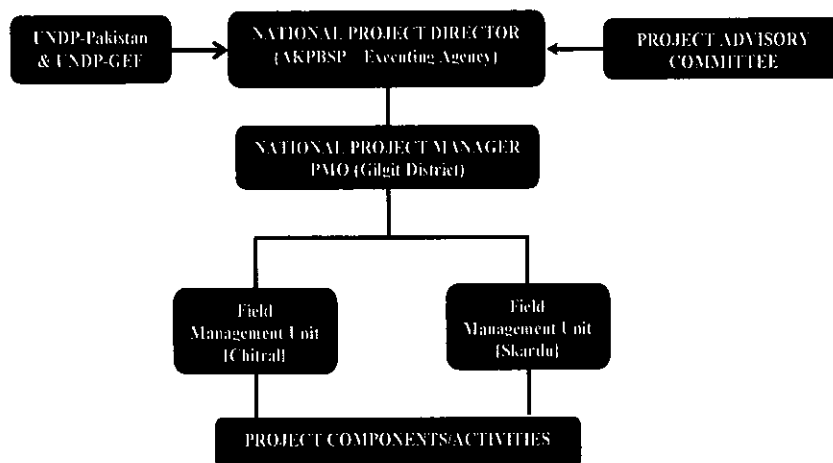 UNDP-Pakistan
& UNDP-GEF
NATIONAL PROJECT DIRECTOR
(AKPBSP – Executing Agency)
PROJECT ADVISORY
COMMITTEE
NATIONAL PROJECT MANAGER
PMO (Gilgit District)
Field
Management Unit
(Chitral)
Field
Management Unit
(Skardu)
PROJECT COMPONENTS/ACTIVITIES